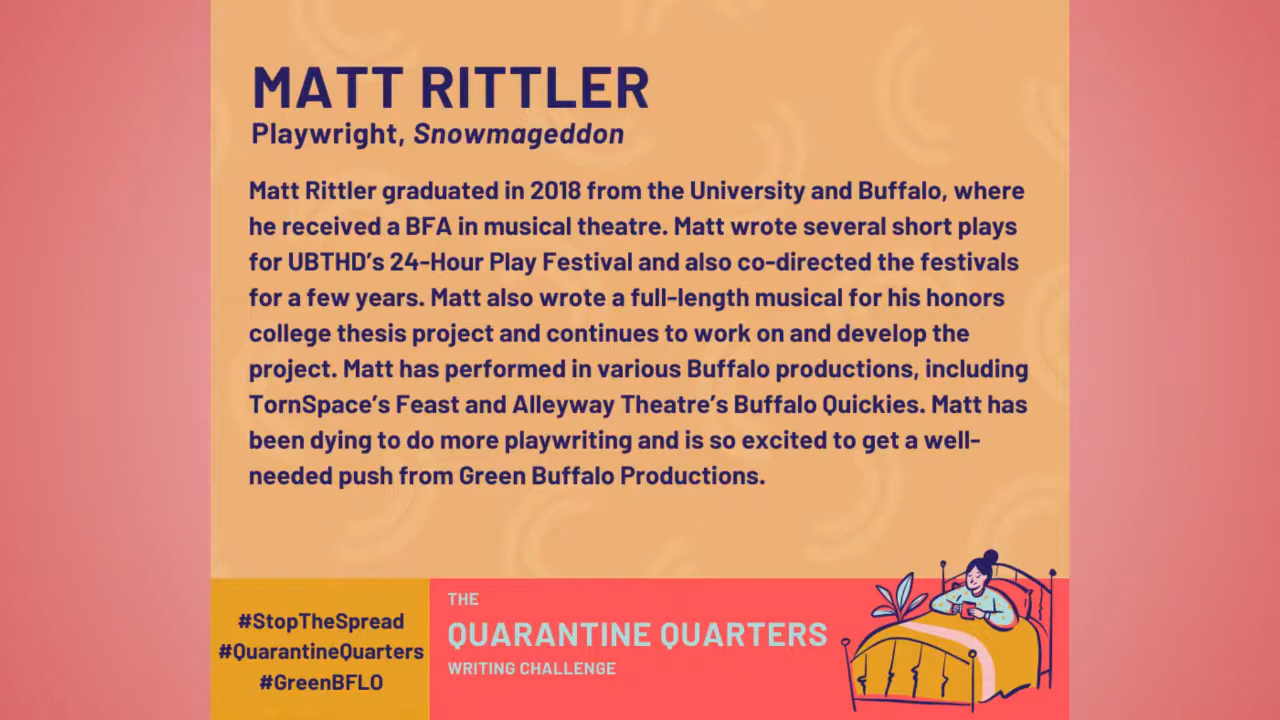 MATT RITTLER
Playwright, Snowmageddon
Matt Rittler graduated in 2018 from the University and Buffalo, where
he received a BFA in musical theatre. Matt wrote several short plays
for UBTHD’s 24-Hour Play Festival and also co-directed the festivals
for a few years. Matt also wrote a full-length musical for his honors
college thesis project and continues to work on and develop the
project. Matt has performed in various Buffalo productions, including
TornSpace’s Feast and Alleyway Theatre’s Buffalo Quickies. Matt has
been dying to do more playwriting and is so excited to get a well-
needed push from Green Buffalo Productions.
#StopTheSpread
#QuarantineQuarters
#GreenBFLO
THE
QUARANTINE QUARTERS
WRITING CHALLENGE